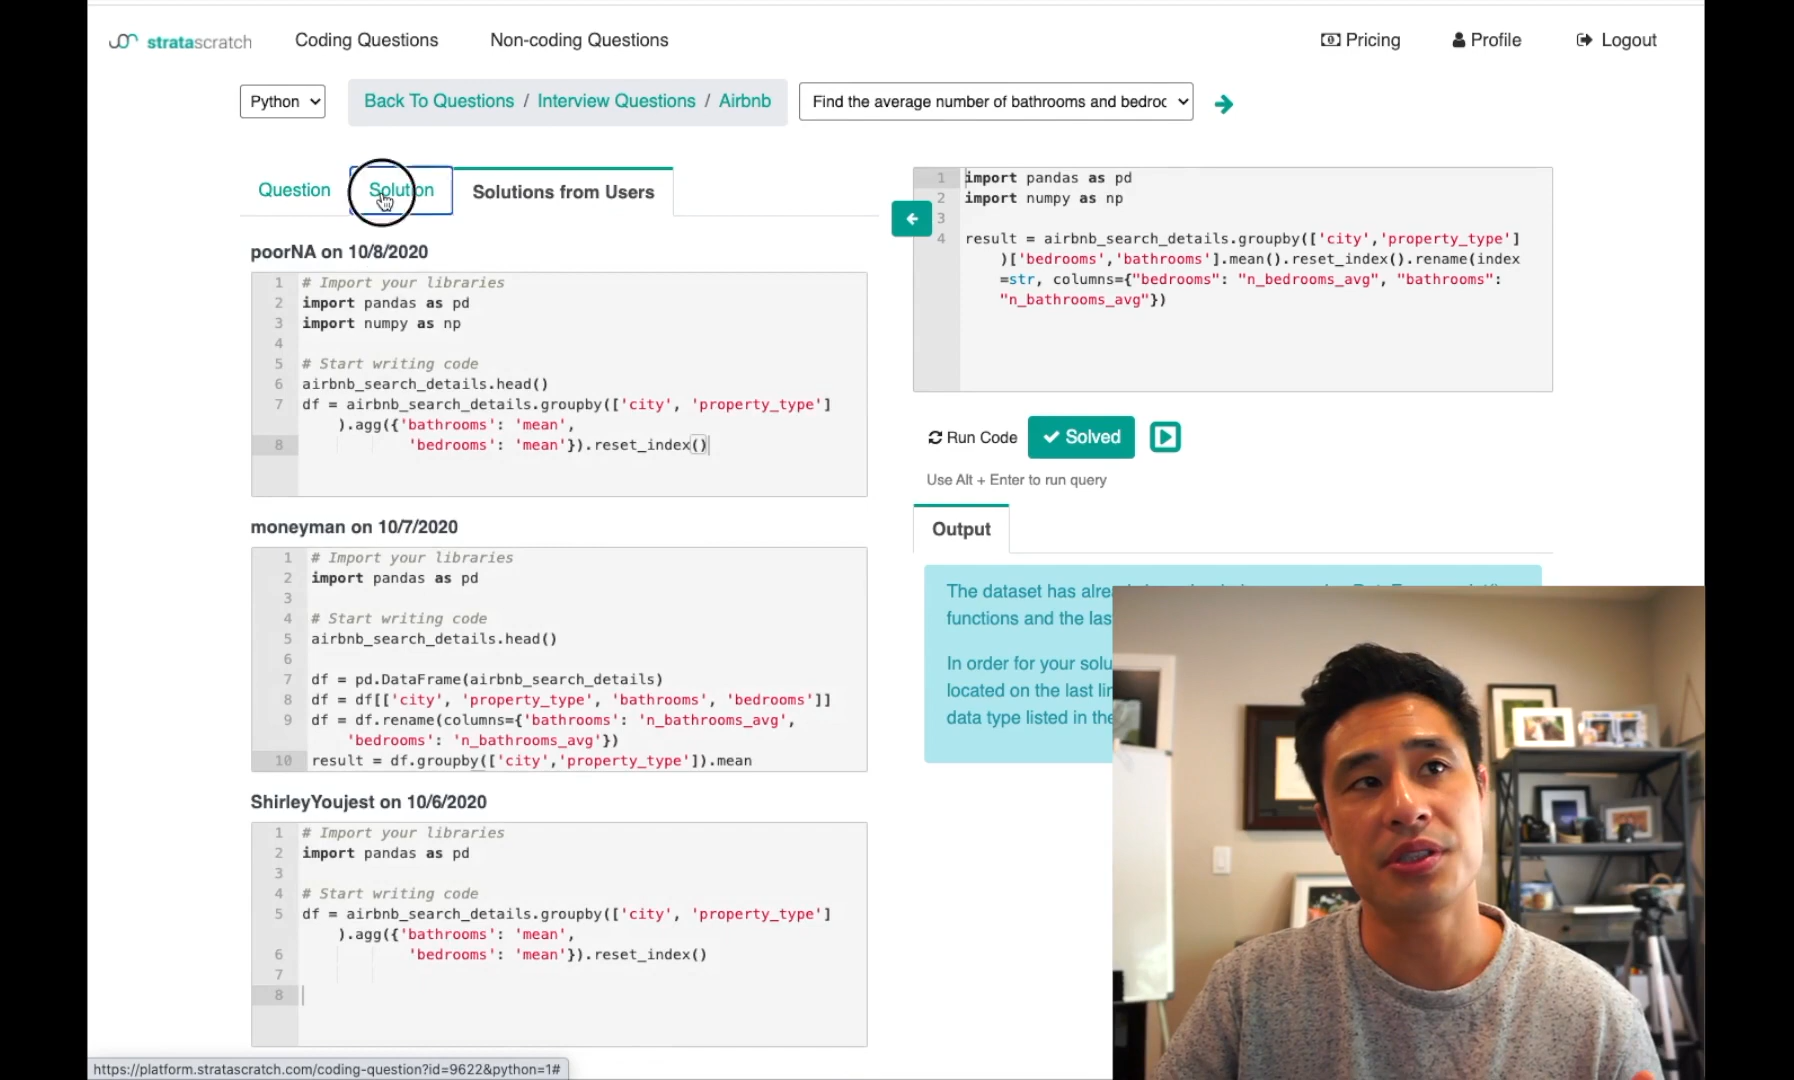 stratascratch
Coding Questions
Non-coding Questions
Pricing
Profile
Logout
Python
Back To Questions / Interview Questions / Airbnb
Find the average number of bathrooms and bedroc
Question
Solution
Solutions from Users
poorNA on 10/8/2020
1 # Import your libraries
2 import pandas as pd
3 import numpy as np
4
5 # Start writing code
6 airbnb_search_details.head()
7 df = airbnb_search_details.groupby(['city', 'property_type']
).agg({'bathrooms': 'mean',
8 'bedrooms': 'mean'}).reset_index()
moneyman on 10/7/2020
1 # Import your libraries
2 import pandas as pd
3
4 # Start writing code
5 airbnb_search_details.head()
6
7 df = pd.DataFrame(airbnb_search_details)
8 df = df[['city', 'property_type', 'bathrooms', 'bedrooms']]
9 df = df.rename(columns={'bathrooms': 'n_bathrooms_avg',
'bedrooms': 'n_bathrooms_avg'})
10 result = df.groupby(['city','property_type']).mean
ShirleyYoujest on 10/6/2020
1 # Import your libraries
2 import pandas as pd
3
4 # Start writing code
5 df = airbnb_search_details.groupby(['city', 'property_type']
).agg({'bathrooms': 'mean',
6 'bedrooms': 'mean'}).reset_index()
7
8
1 import pandas as pd
2 import numpy as np
3
4 result = airbnb_search_details.groupby(['city','property_type']
)['bedrooms','bathrooms'].mean().reset_index().rename(index
=str, columns={"bedrooms": "n_bedrooms_avg", "bathrooms":
"n_bathrooms_avg"})
Run Code
Solved
Use Alt + Enter to run query
Output
The dataset has alre
functions and the las
In order for your solu
located on the last lin
data type listed in the
https://platform.stratascratch.com/coding-question?id=9622&python=1#